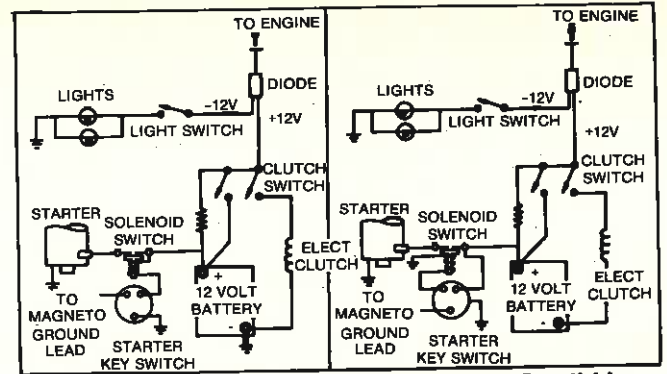 TO ENGINE
DIODE
LIGHTS
-12V
LIGHT SWITCH
+12V
CLUTCH
SWITCH
STARTER
SOLENOID
SWITCH
ELECT
CLUTCH
+
12 VOLT
BATTERY
-
TO
MAGNETO
GROUND
LEAD
STARTER
KEY SWITCH
TO ENGINE
DIODE
LIGHTS
-12V
LIGHT SWITCH
+12V
CLUTCH
SWITCH
STARTER
SOLENOID
SWITCH
+
12 VOLT
BATTERY
-
ELECT
CLUTCH
TO
MAGNETO
GROUND
LEAD
STARTER
KEY SWITCH